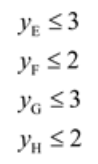 y_E ≤ 3
y_F ≤ 2
y_G ≤ 3
y_H ≤ 2